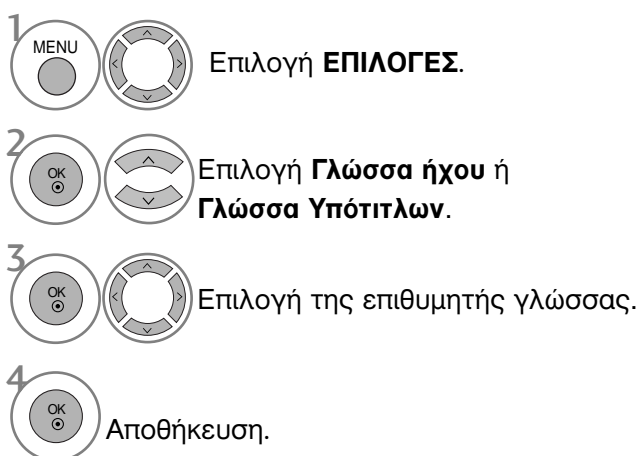 1
MENU
Επιλογή ΕΠΙΛΟΓΕΣ.
2
OK
Επιλογή Γλώσσα ήχου ή
Γλώσσα Υπότιτλων.
3
OK
Επιλογή της επιθυμητής γλώσσας.
4
OK
Αποθήκευση.